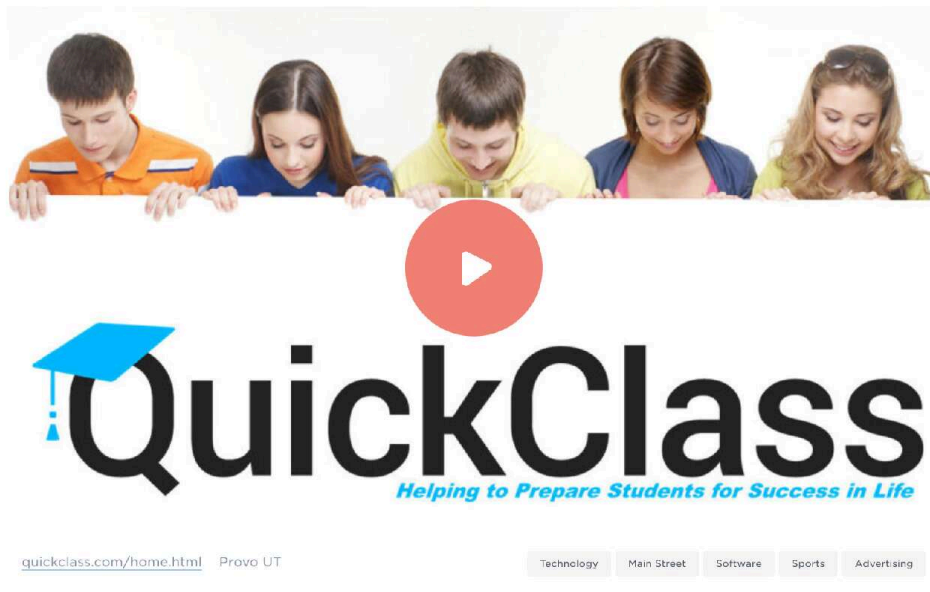 QuickClass
Helping to Prepare Students for Success in Life
quickclass.com/home.html Provo UT Technology Main Street Software Sports Advertising